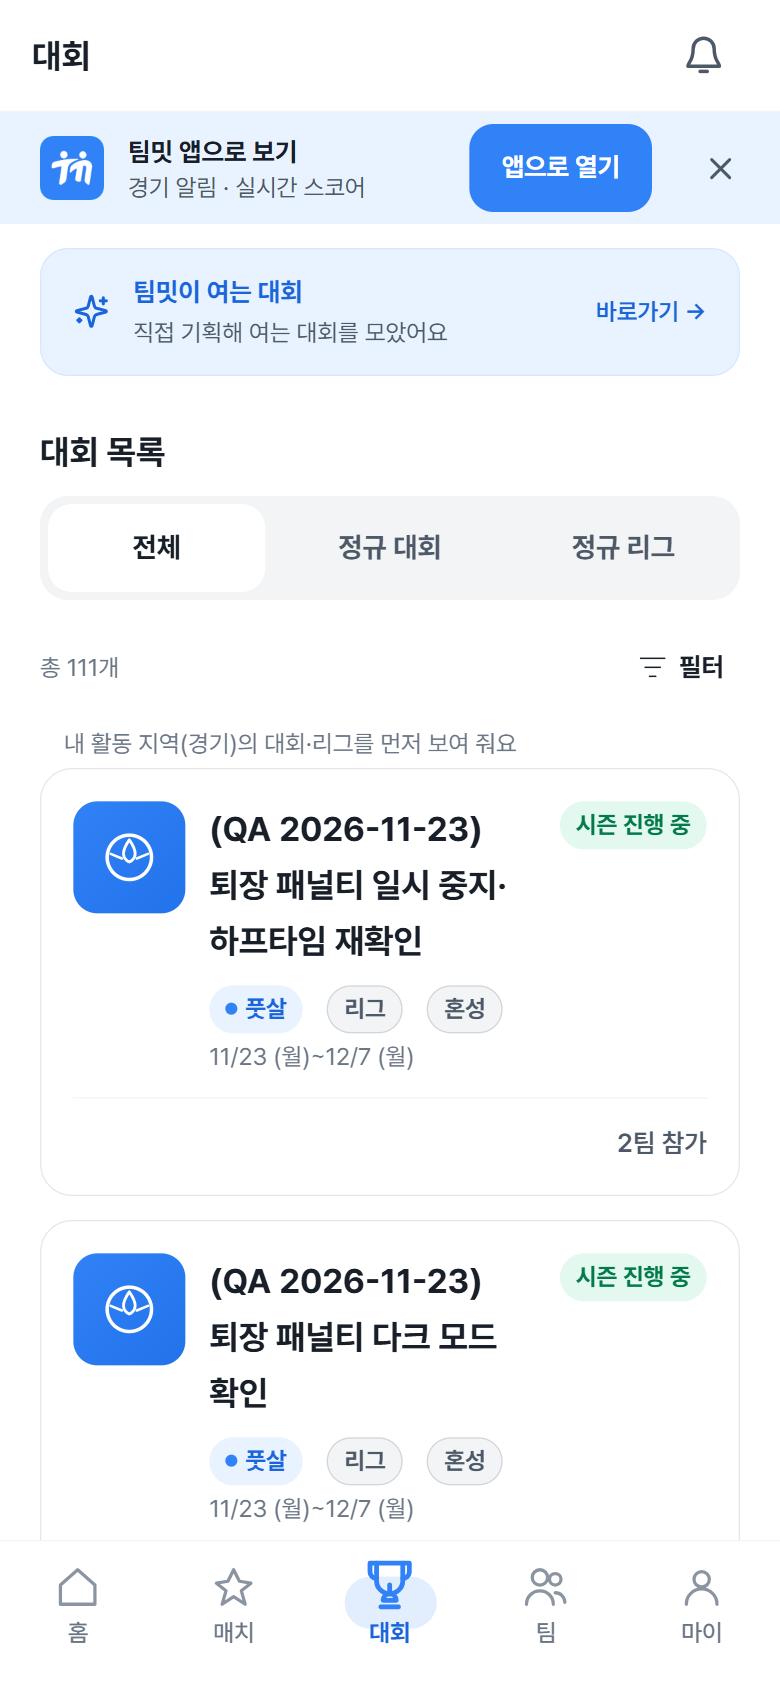 대회
팀밋 앱으로 보기
경기 알림 · 실시간 스코어
앱으로 열기
팀밋이 여는 대회
직접 기획해 여는 대회를 모았어요
바로가기 →
대회 목록
전체
정규 대회
정규 리그
총 111개
필터
내 활동 지역(경기)의 대회·리그를 먼저 보여 줘요
(QA 2026-11-23)
퇴장 패널티 일시 중지·
하프타임 재확인
시즌 진행 중
풋살
리그
혼성
11/23 (월)~12/7 (월)
2팀 참가
(QA 2026-11-23)
퇴장 패널티 다크 모드
확인
시즌 진행 중
풋살
리그
혼성
11/23 (월)~12/7 (월)
홈
매치
대회
팀
마이